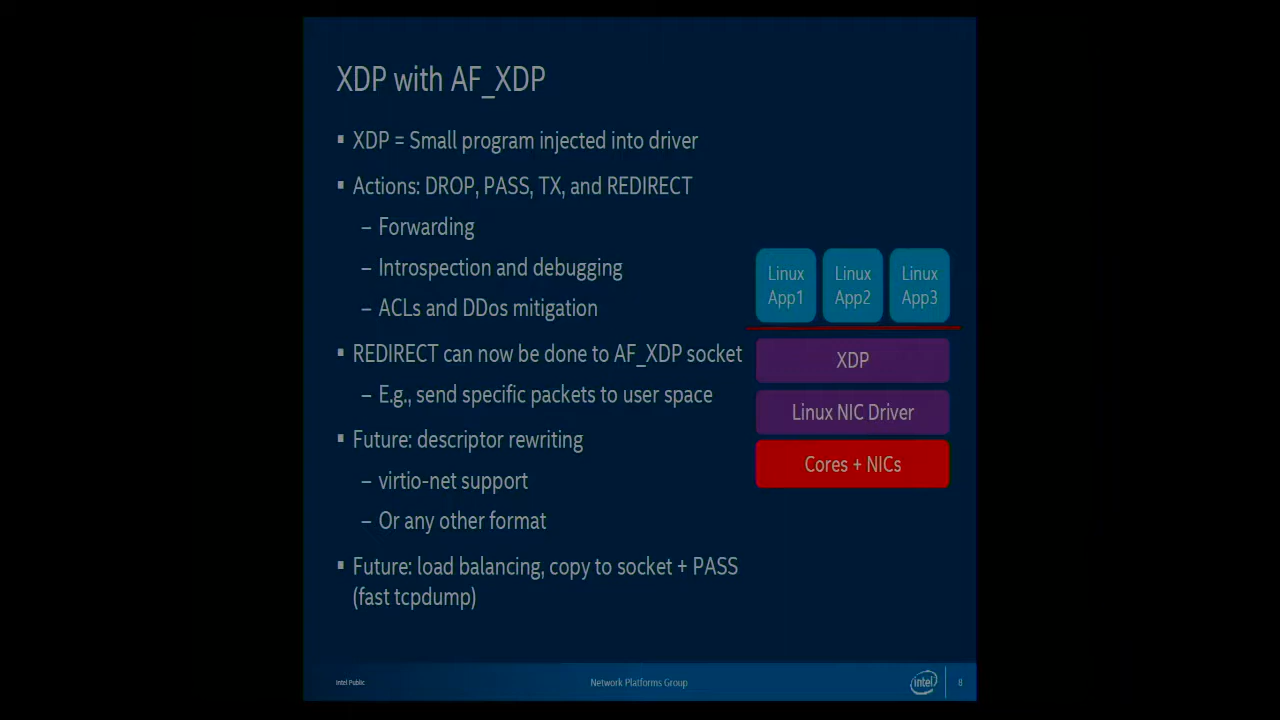 XDP with AF_XDP
▪ XDP = Small program injected into driver
▪ Actions: DROP, PASS, TX, and REDIRECT
– Forwarding
– Introspection and debugging
– ACLs and DDos mitigation
▪ REDIRECT can now be done to AF_XDP socket
– E.g., send specific packets to user space
▪ Future: descriptor rewriting
– virtio-net support
– Or any other format
▪ Future: load balancing, copy to socket + PASS
(fast tcpdump)
Linux
App1
Linux
App2
Linux
App3
XDP
Linux NIC Driver
Cores + NICs
Intel Public
Network Platforms Group
intel
8